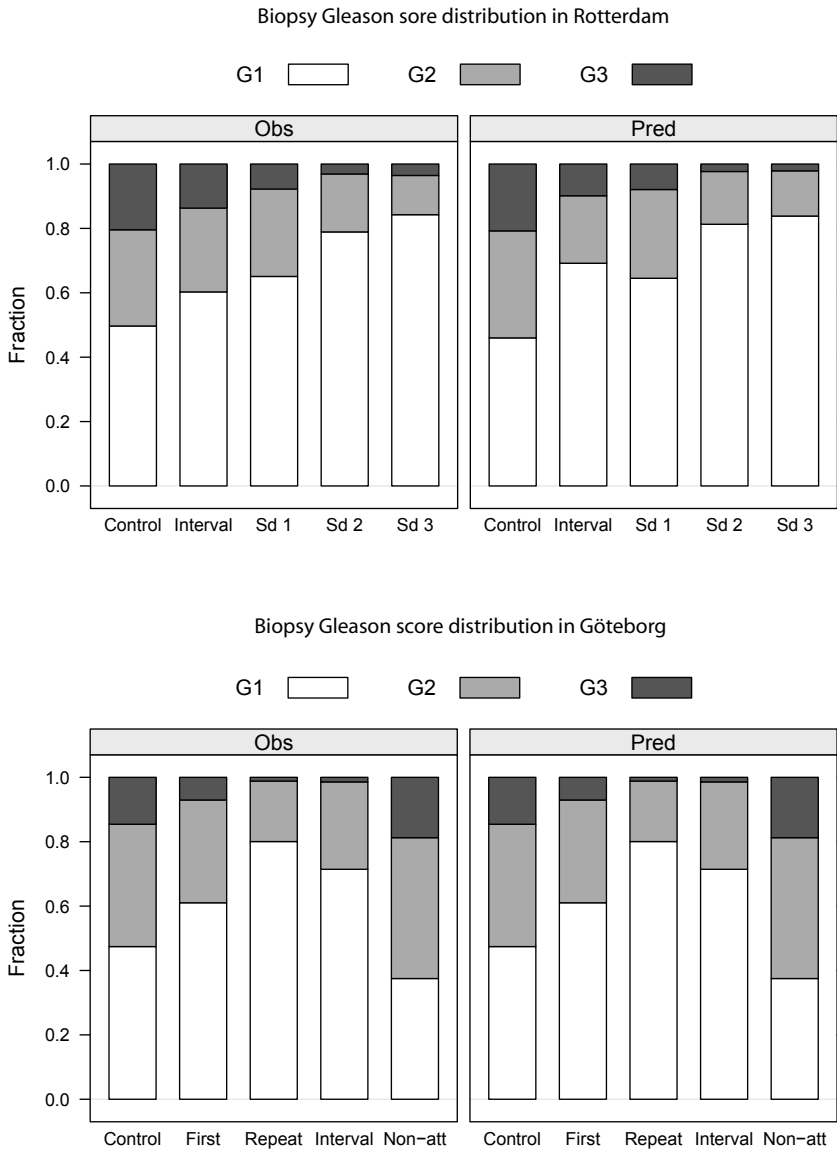 Biopsy Gleason sore distribution in Rotterdam
G1 G2 G3
Obs Pred
1.0
0.8
0.6
0.4
0.2
0.0
Fraction
Control Interval Sd 1 Sd 2 Sd 3 Control Interval Sd 1 Sd 2 Sd 3
Biopsy Gleason score distribution in Göteborg
G1 G2 G3
Obs Pred
1.0
0.8
0.6
0.4
0.2
0.0
Fraction
Control First Repeat Interval Non−att Control First Repeat Interval Non−att